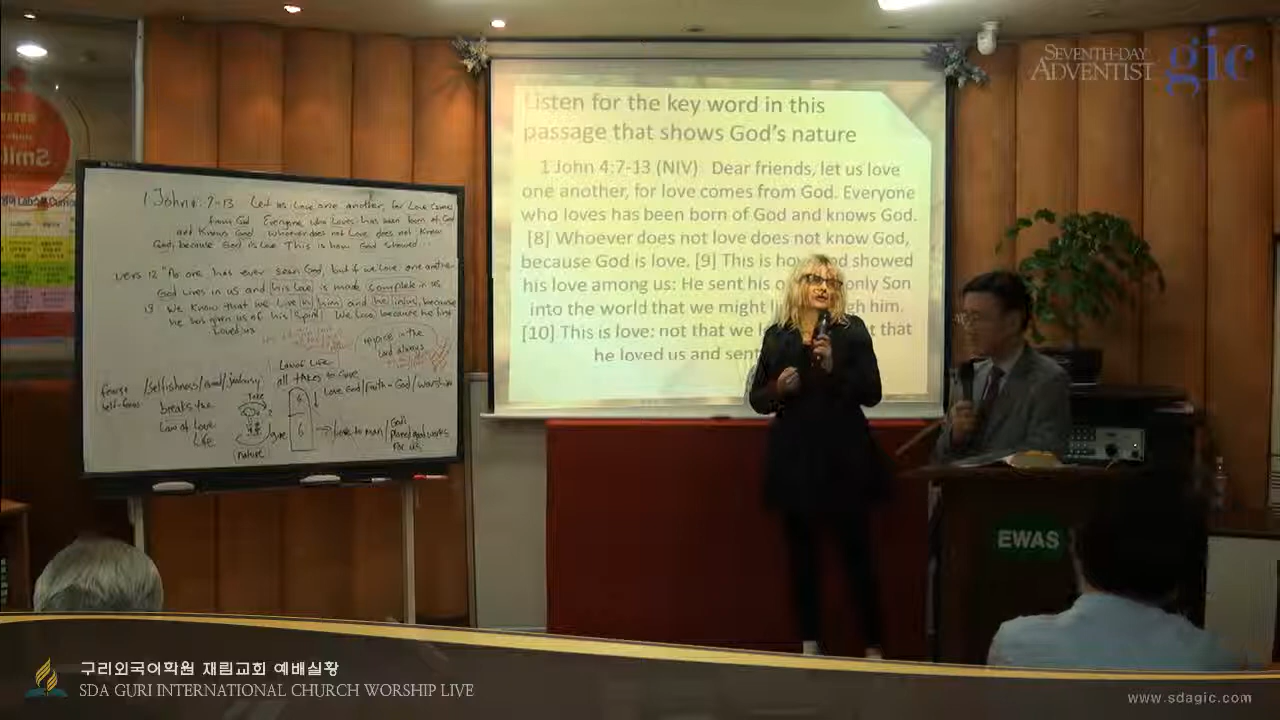 SEVENTH-DAY
ADVENTIST
gic
Listen for the key word in this
passage that shows God's nature
1 John 4:7-13 (NIV) Dear friends, let us love
one another, for love comes from God. Everyone
who loves has been born of God and knows God.
[8] Whoever does not love does not know God,
because God is love. [9] This is how God showed
his love among us: He sent his only Son
into the world that we might him.
[10] This is love: not that we that
he loved us and sent
1 John 4:7-13 Let us Love one another, for Love comes
from God Everyone who Loves has been born of God
and Knows God whoever does not Love does not Know
God, because God is Love This is how God showed
vers 12 "No one has ever seen God, but if we Love one another
God Lives in us and his Love is made complete in us
13 We Know that we Live in him and he in us, because
he has given us of his Spirit We Love because he first
Loved us
rejoice in the
Lord always
Law of Life
all takes to Give
/selfishness/ /jealousy
self-focus
breaks the
Law of Love
Life
Take
give
nature
4
6
Love God/Faith - God/worship
Love to man/
God's
plan
for us
EWAS
구리외국어학원 재림교회 예배실황
SDA GURI INTERNATIONAL CHURCH WORSHIP LIVE
www.sdagic.com